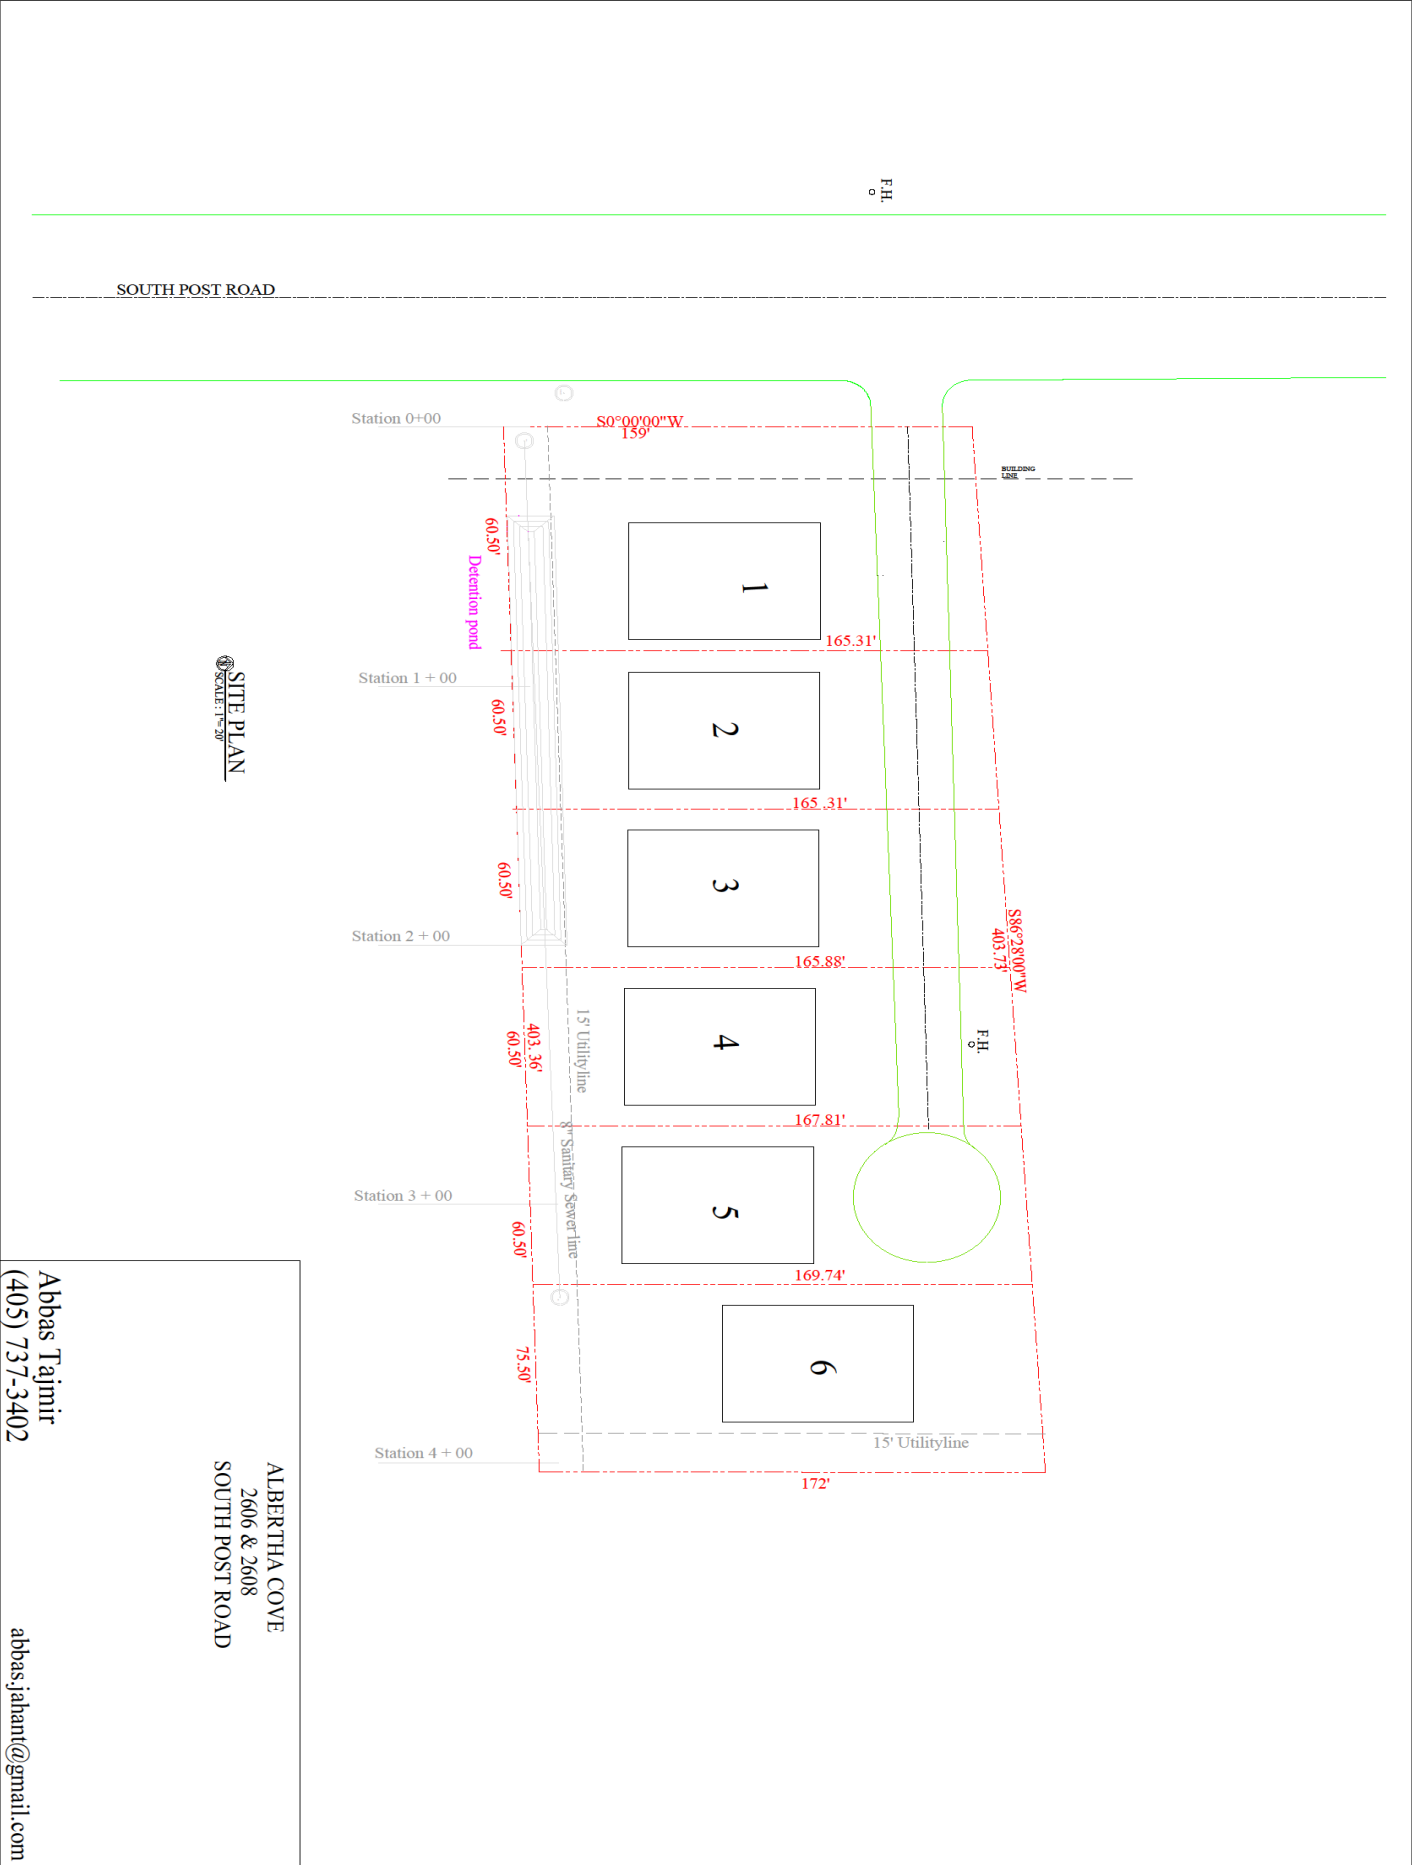 F.H.
SOUTH POST ROAD
Station 0+00
S0°00'00"W
159'
BUILDING
LINE
60.50'
Detention pond
1
165.31'
Station 1 + 00
SITE PLAN
SCALE : 1"= 20'
60.50'
2
165 .31'
60.50'
3
Station 2 + 00
165.88'
S86°28'00"W
403.73'
403. 36'
60.50'
15' Utilityline
4
F.H.
167.81'
8" Sanitary Sewer line
Station 3 + 00
60.50'
5
169.74'
75.50'
6
15' Utilityline
Station 4 + 00
172'
ALBERTHA COVE
2606 & 2608
SOUTH POST ROAD
Abbas Tajmir
(405) 737-3402
abbas.jahant@gmail.com